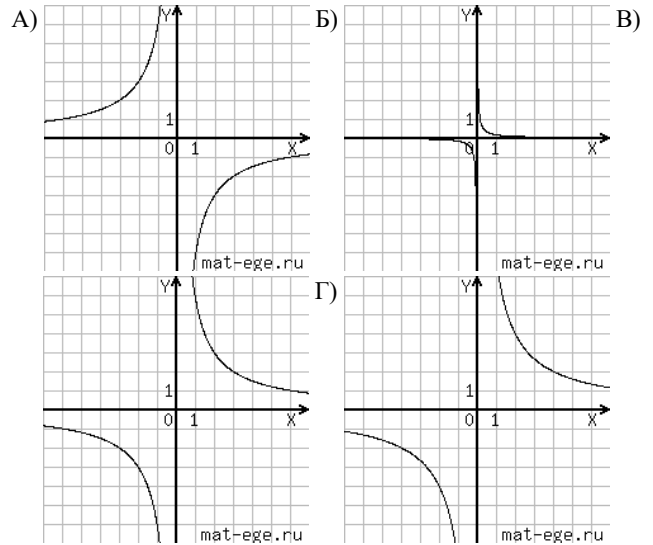 А)
Y
1
0 1 X
mat-ege.ru
Б)
Y
1
0 1 X
mat-ege.ru
В)
Y
1
0 1 X
mat-ege.ru
Г)
Y
1
0 1 X
mat-ege.ru